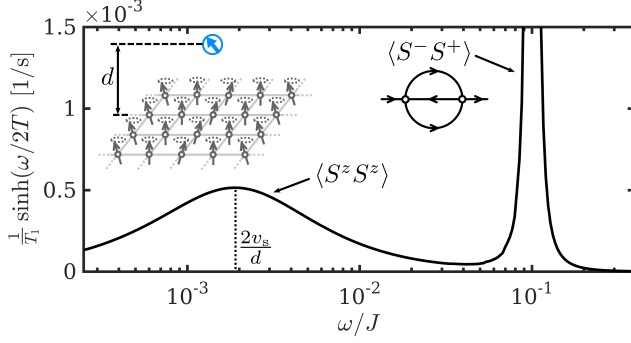 ×10⁻³
1.5
1
0.5
0
1/T₁ sinh(ω/2T) [1/s]
d
⟨S⁻S⁺⟩
⟨SᶻSᶻ⟩
2vₛ/d
10⁻³
10⁻²
10⁻¹
ω/J